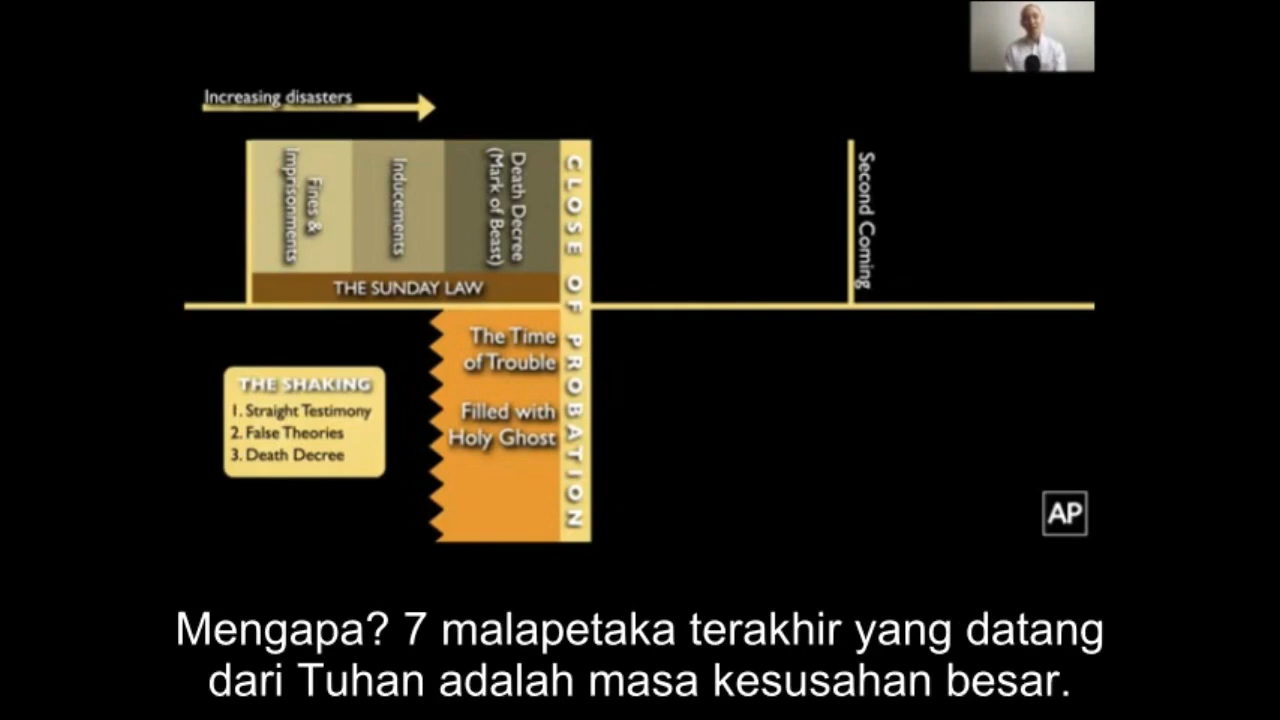 Increasing disasters
Fines &
Imprisonments
Inducements
Death Decree
(Mark of Beast)
CLOSE OF PROBATION
Second Coming
THE SUNDAY LAW
The Time
of Trouble
Filled with
Holy Ghost
THE SHAKING
1. Straight Testimony
2. False Theories
3. Death Decree
AP
Mengapa? 7 malapetaka terakhir yang datang
dari Tuhan adalah masa kesusahan besar.